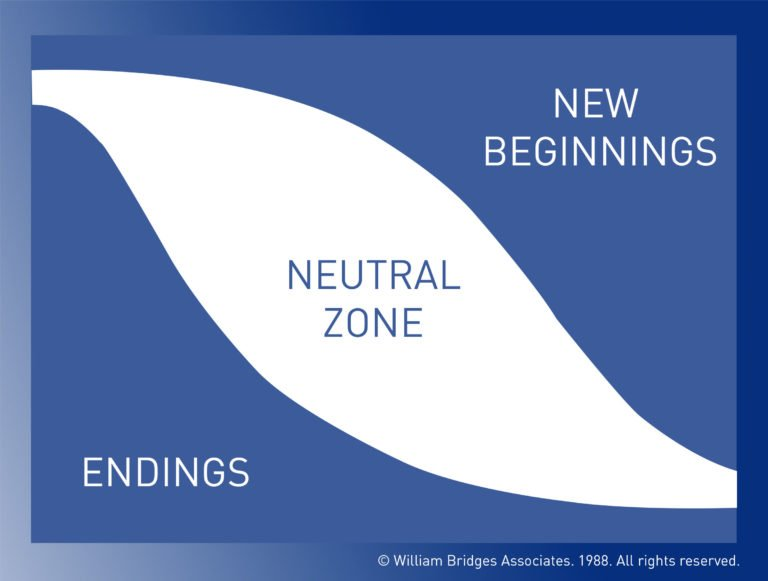 NEW
BEGINNINGS
NEUTRAL
ZONE
ENDINGS
© William Bridges Associates. 1988. All rights reserved.